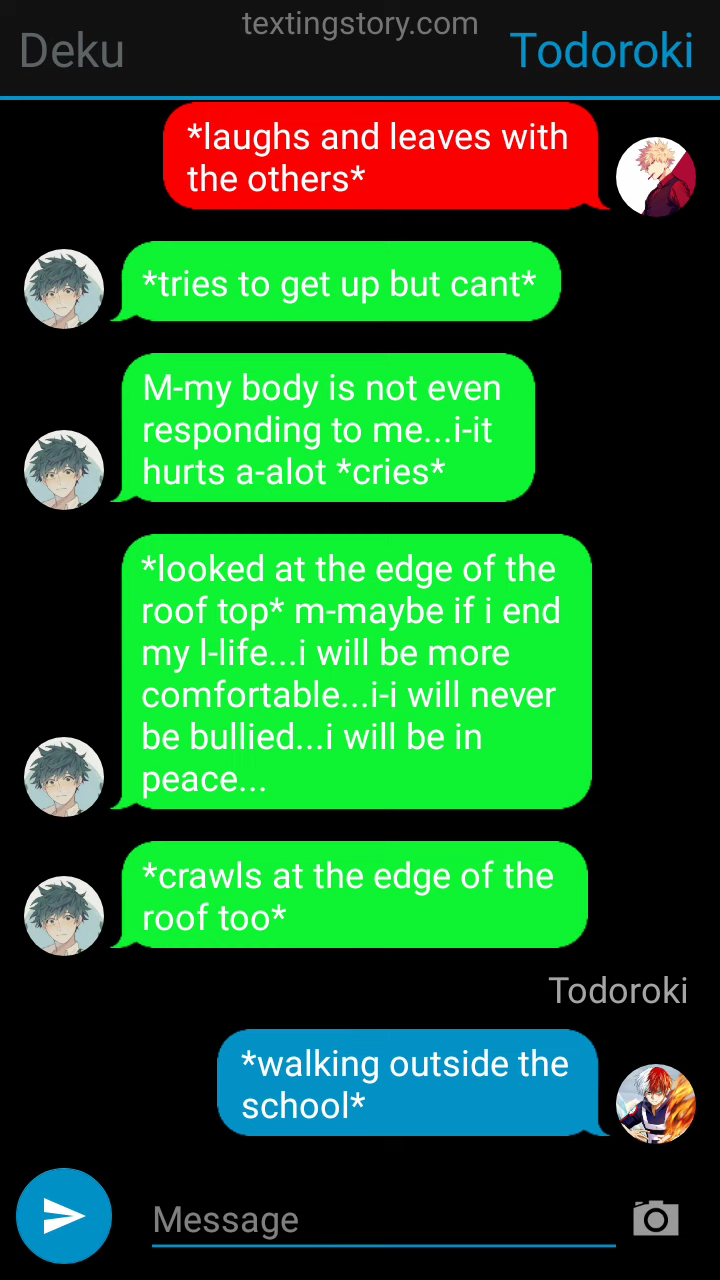 textingstory.com
Deku
Todoroki
*laughs and leaves with
the others*
*tries to get up but cant*
M-my body is not even
responding to me...i-it
hurts a-alot *cries*
*looked at the edge of the
roof top* m-maybe if i end
my l-life...i will be more
comfortable...i-i will never
be bullied...i will be in
peace...
*crawls at the edge of the
roof too*
Todoroki
*walking outside the
school*
Message